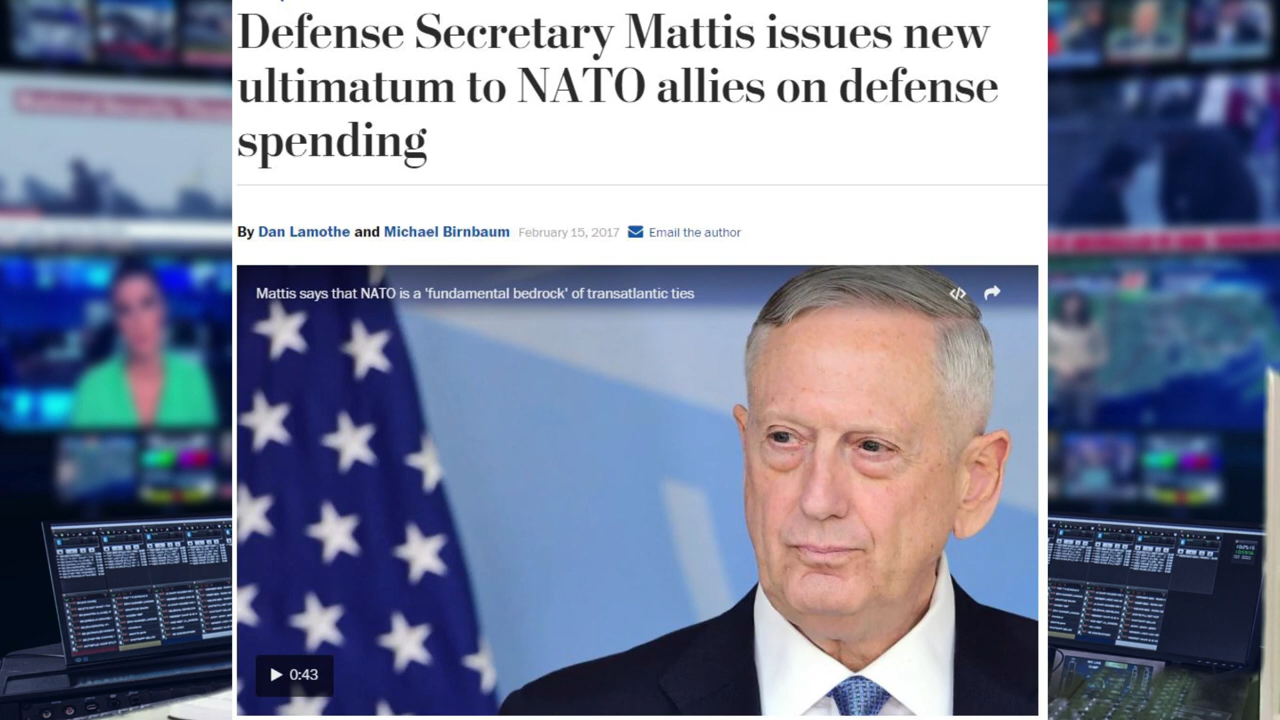 Defense Secretary Mattis issues new
ultimatum to NATO allies on defense
spending
By Dan Lamothe and Michael Birnbaum February 15, 2017 Email the author
Mattis says that NATO is a 'fundamental bedrock' of transatlantic ties
0:43